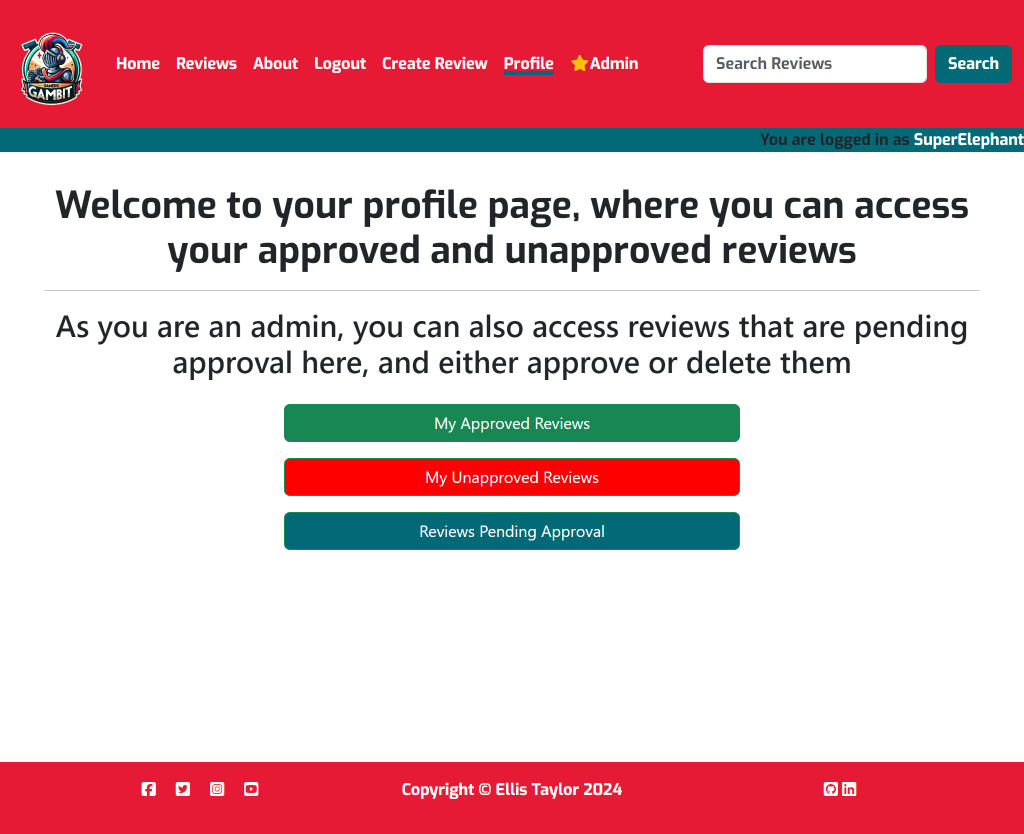 GAMBIT
Home Reviews About Logout Create Review Profile Admin
Search Reviews Search
You are logged in as SuperElephant
Welcome to your profile page, where you can access
your approved and unapproved reviews
As you are an admin, you can also access reviews that are pending
approval here, and either approve or delete them
My Approved Reviews
My Unapproved Reviews
Reviews Pending Approval
Copyright © Ellis Taylor 2024